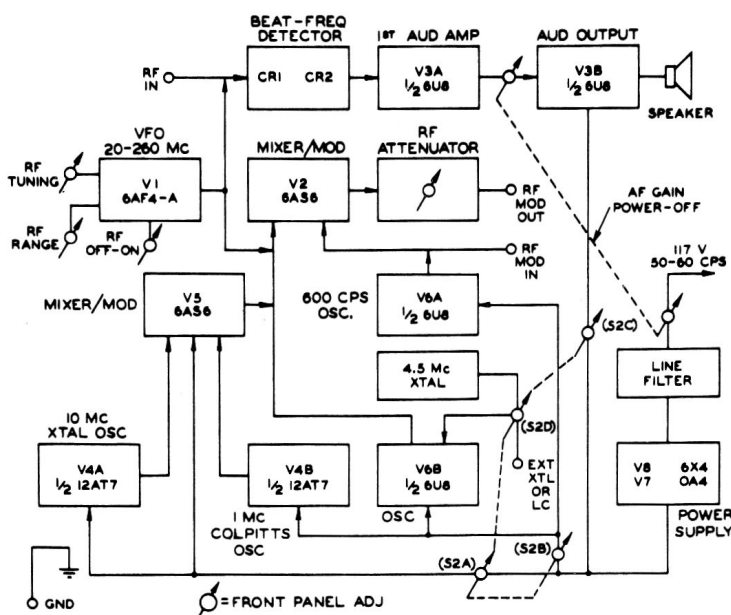 BEAT-FREQ
DETECTOR
1ST AUD AMP
AUD OUTPUT
RF
IN
CR1 CR2
V3A
1/2 6U8
V3B
1/2 6U8
SPEAKER
VFO
20-260 MC
MIXER/MOD
RF
ATTENUATOR
RF
TUNING
V1
6AF4-A
V2
6AS6
RF
MOD
OUT
AF GAIN
POWER-OFF
RF
RANGE
RF
OFF-ON
RF
MOD
IN
117 V
50-60 CPS
MIXER/MOD
V5
6AS6
600 CPS
OSC.
V6A
1/2 6U8
(S2C)
4.5 MC
XTAL
LINE
FILTER
10 MC
XTAL OSC
(S2D)
V4A
1/2 12AT7
V4B
1/2 12AT7
V6B
1/2 6U8
EXT
XTL
OR
LC
V8 6X4
V7 0A4
1 MC
COLPITTS
OSC
OSC
POWER
SUPPLY
(S2A)
(S2B)
GND
=FRONT PANEL ADJ